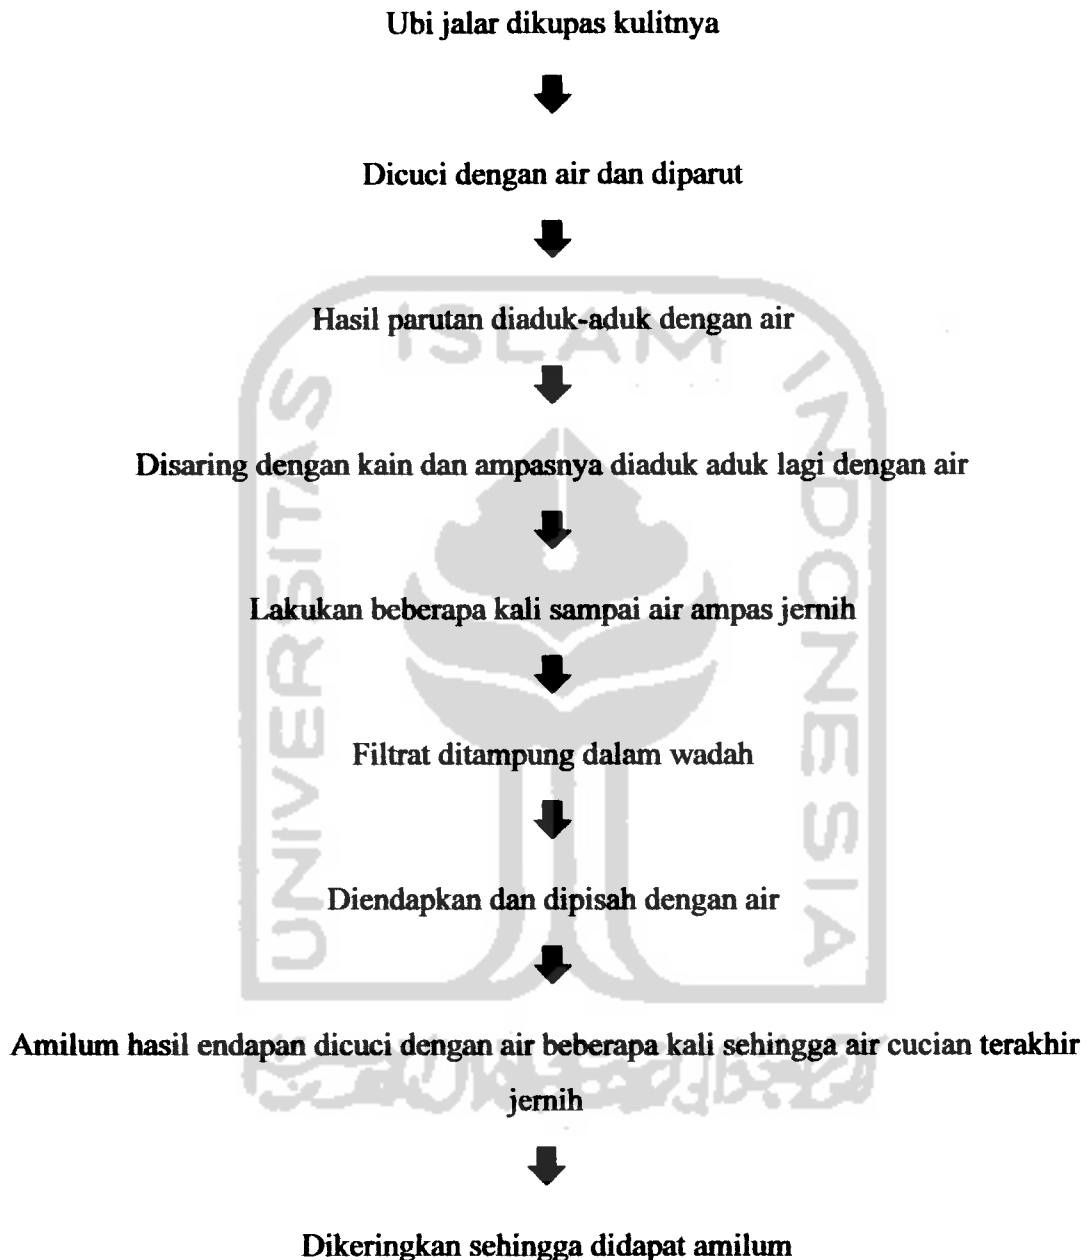 Ubi jalar dikupas kulitnya
Dicuci dengan air dan diparut
ISLAM
Hasil parutan diaduk-aduk dengan air
UNIVERSITAS
INDONESIA
Disaring dengan kain dan ampasnya diaduk aduk lagi dengan air
Lakukan beberapa kali sampai air ampas jernih
Filtrat ditampung dalam wadah
Diendapkan dan dipisah dengan air
Amilum hasil endapan dicuci dengan air beberapa kali sehingga air cucian terakhir
jernih
Dikeringkan sehingga didapat amilum